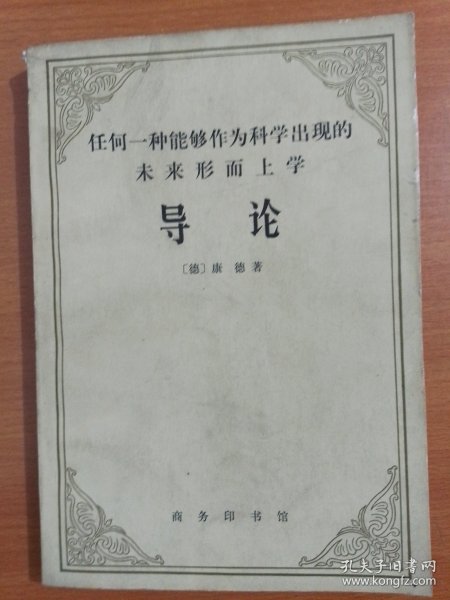 任何一种能够作为科学出现的
未来形而上学
导论
〔德〕康德著
商务印书馆
孔夫子旧书网
www.kongfz.com